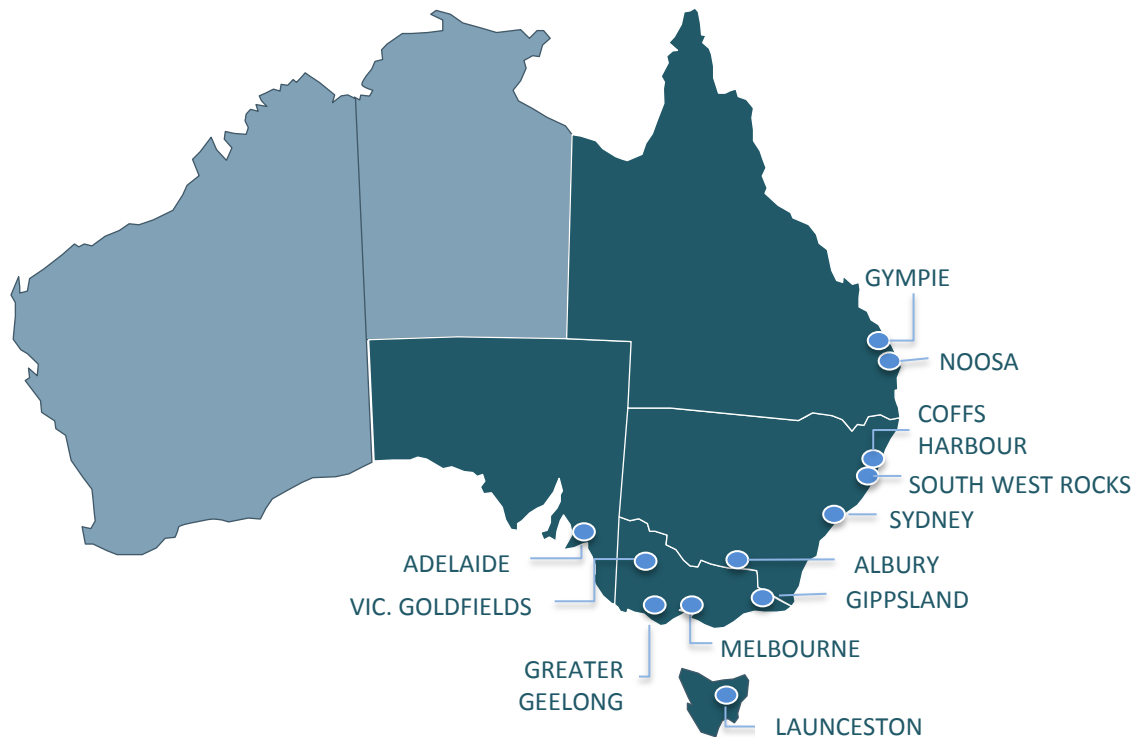 GYMPIE
NOOSA
COFFS
HARBOUR
SOUTH WEST ROCKS
SYDNEY
ADELAIDE
ALBURY
VIC. GOLDFIELDS
GIPPSLAND
MELBOURNE
GREATER
GEELONG
LAUNCESTON